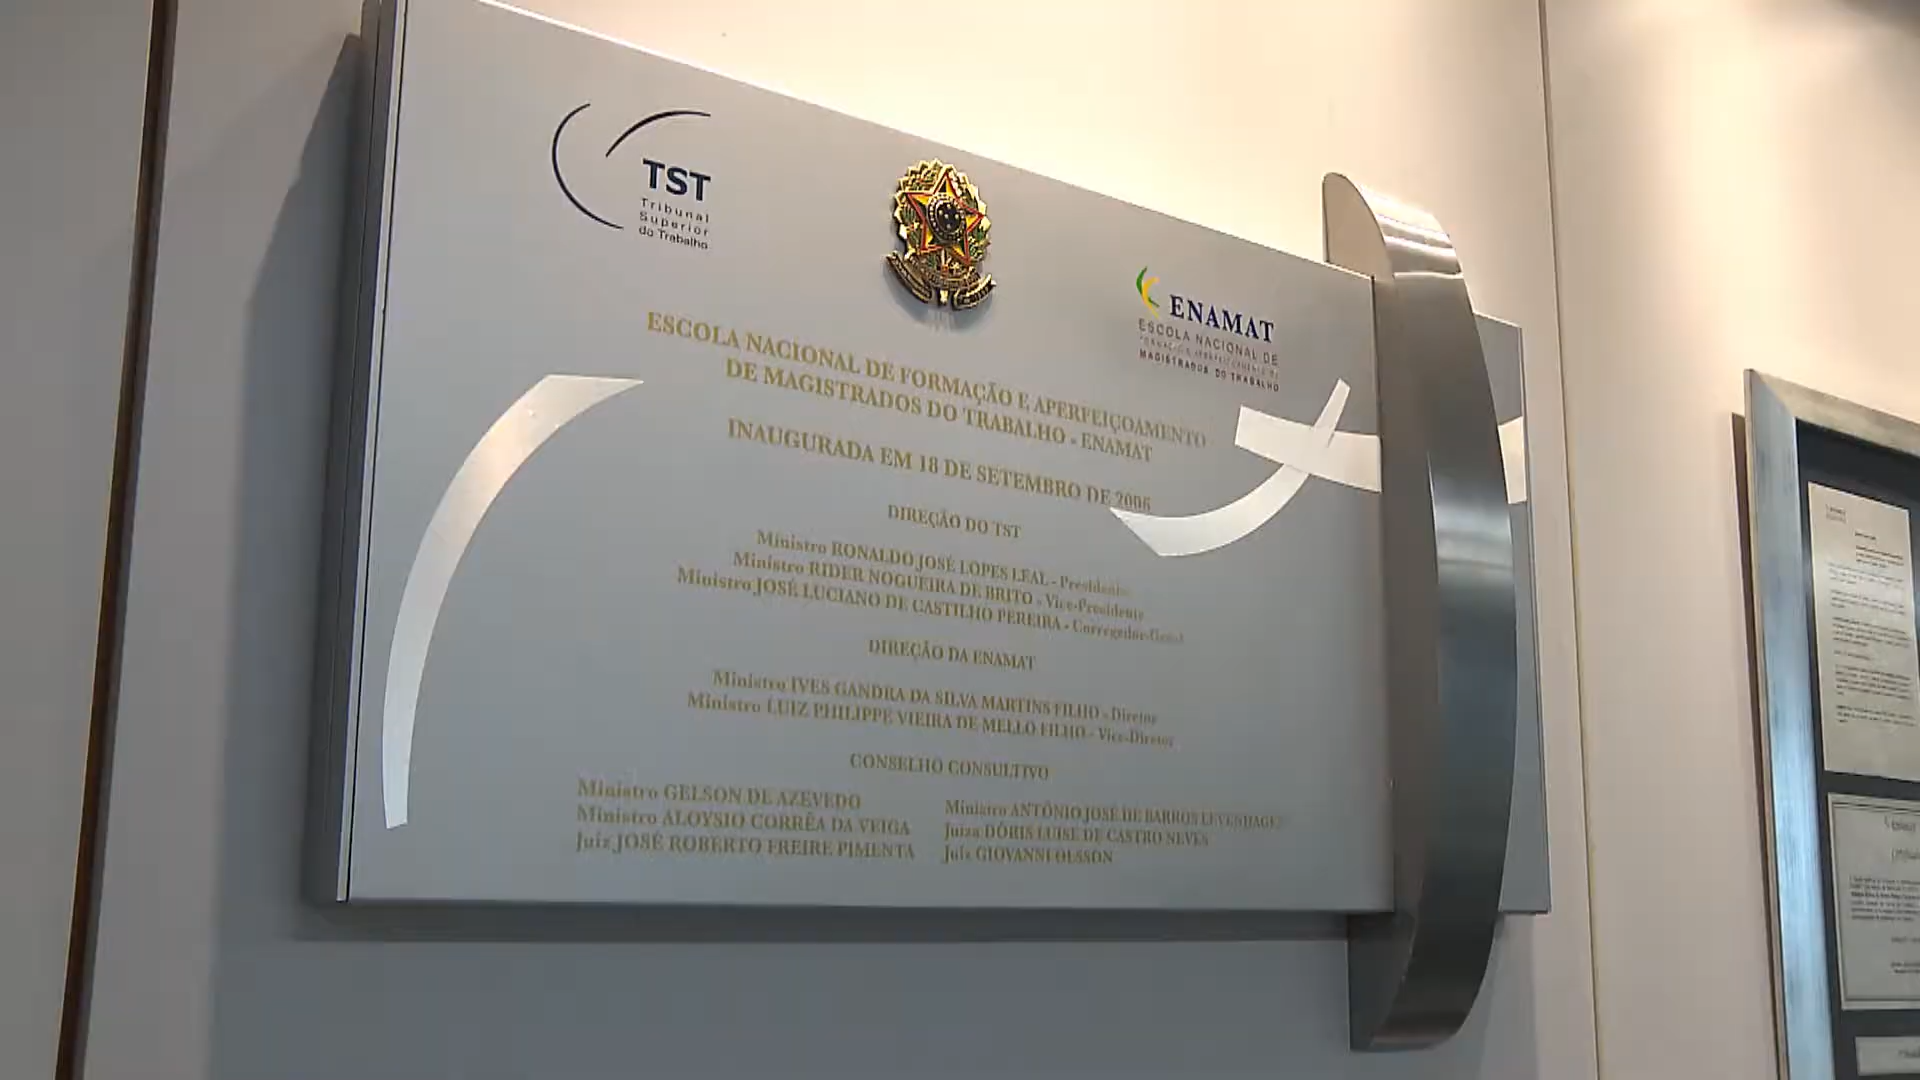 TST
Tribunal
Superior
do Trabalho
ENAMAT
ESCOLA NACIONAL DE
FORMAÇÃO E APERFEIÇOAMENTO DE
MAGISTRADOS DO TRABALHO
ESCOLA NACIONAL DE FORMAÇÃO E APERFEIÇOAMENTO
DE MAGISTRADOS DO TRABALHO - ENAMAT
INAUGURADA EM 18 DE SETEMBRO DE 2006
DIREÇÃO DO TST
Ministro RONALDO JOSÉ LOPES LEAL - Presidente
Ministro RIDER NOGUEIRA DE BRITO - Vice-Presidente
Ministro JOSÉ LUCIANO DE CASTILHO PEREIRA - Corregedor-Geral
DIREÇÃO DA ENAMAT
Ministro IVES GANDRA DA SILVA MARTINS FILHO - Diretor
Ministro LUIZ PHILIPPE VIEIRA DE MELLO FILHO - Vice-Diretor
CONSELHO CONSULTIVO
Ministro GELSON DE AZEVEDO
Ministro ALOYSIO CORRÊA DA VEIGA
Juiz JOSÉ ROBERTO FREIRE PIMENTA
Ministro ANTÔNIO JOSÉ DE BARROS LEVENHAGEN
Juíza DÓRIS LUISE DE CASTRO NEVES
Juiz GIOVANNI OLSSON